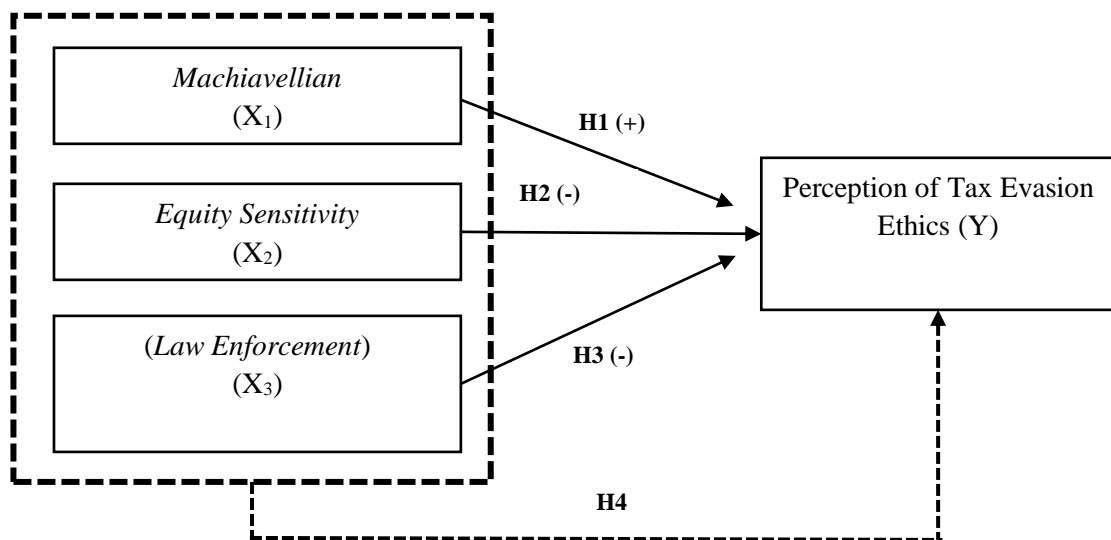 Machiavellian
(X₁)
H1 (+)
Equity Sensitivity
(X₂)
H2 (-)
(Law Enforcement)
(X₃)
H3 (-)
Perception of Tax Evasion
Ethics (Y)
H4